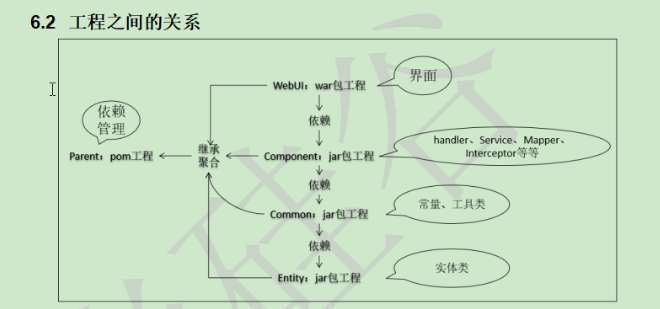 6.2 工程之间的关系
WebUI：war包工程
界面
依赖
依赖
管理
Parent：pom工程
继承
聚合
Component：jar包工程
handler、Service、Mapper、
Interceptor等等
依赖
Common：jar包工程
常量、工具类
依赖
Entity：jar包工程
实体类